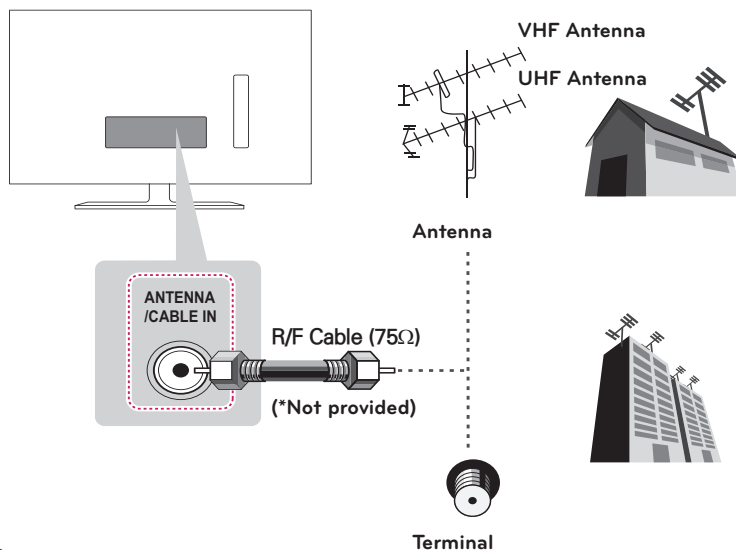 VHF Antenna
UHF Antenna
Antenna
ANTENNA
/CABLE IN
R/F Cable (75Ω)
(*Not provided)
Terminal